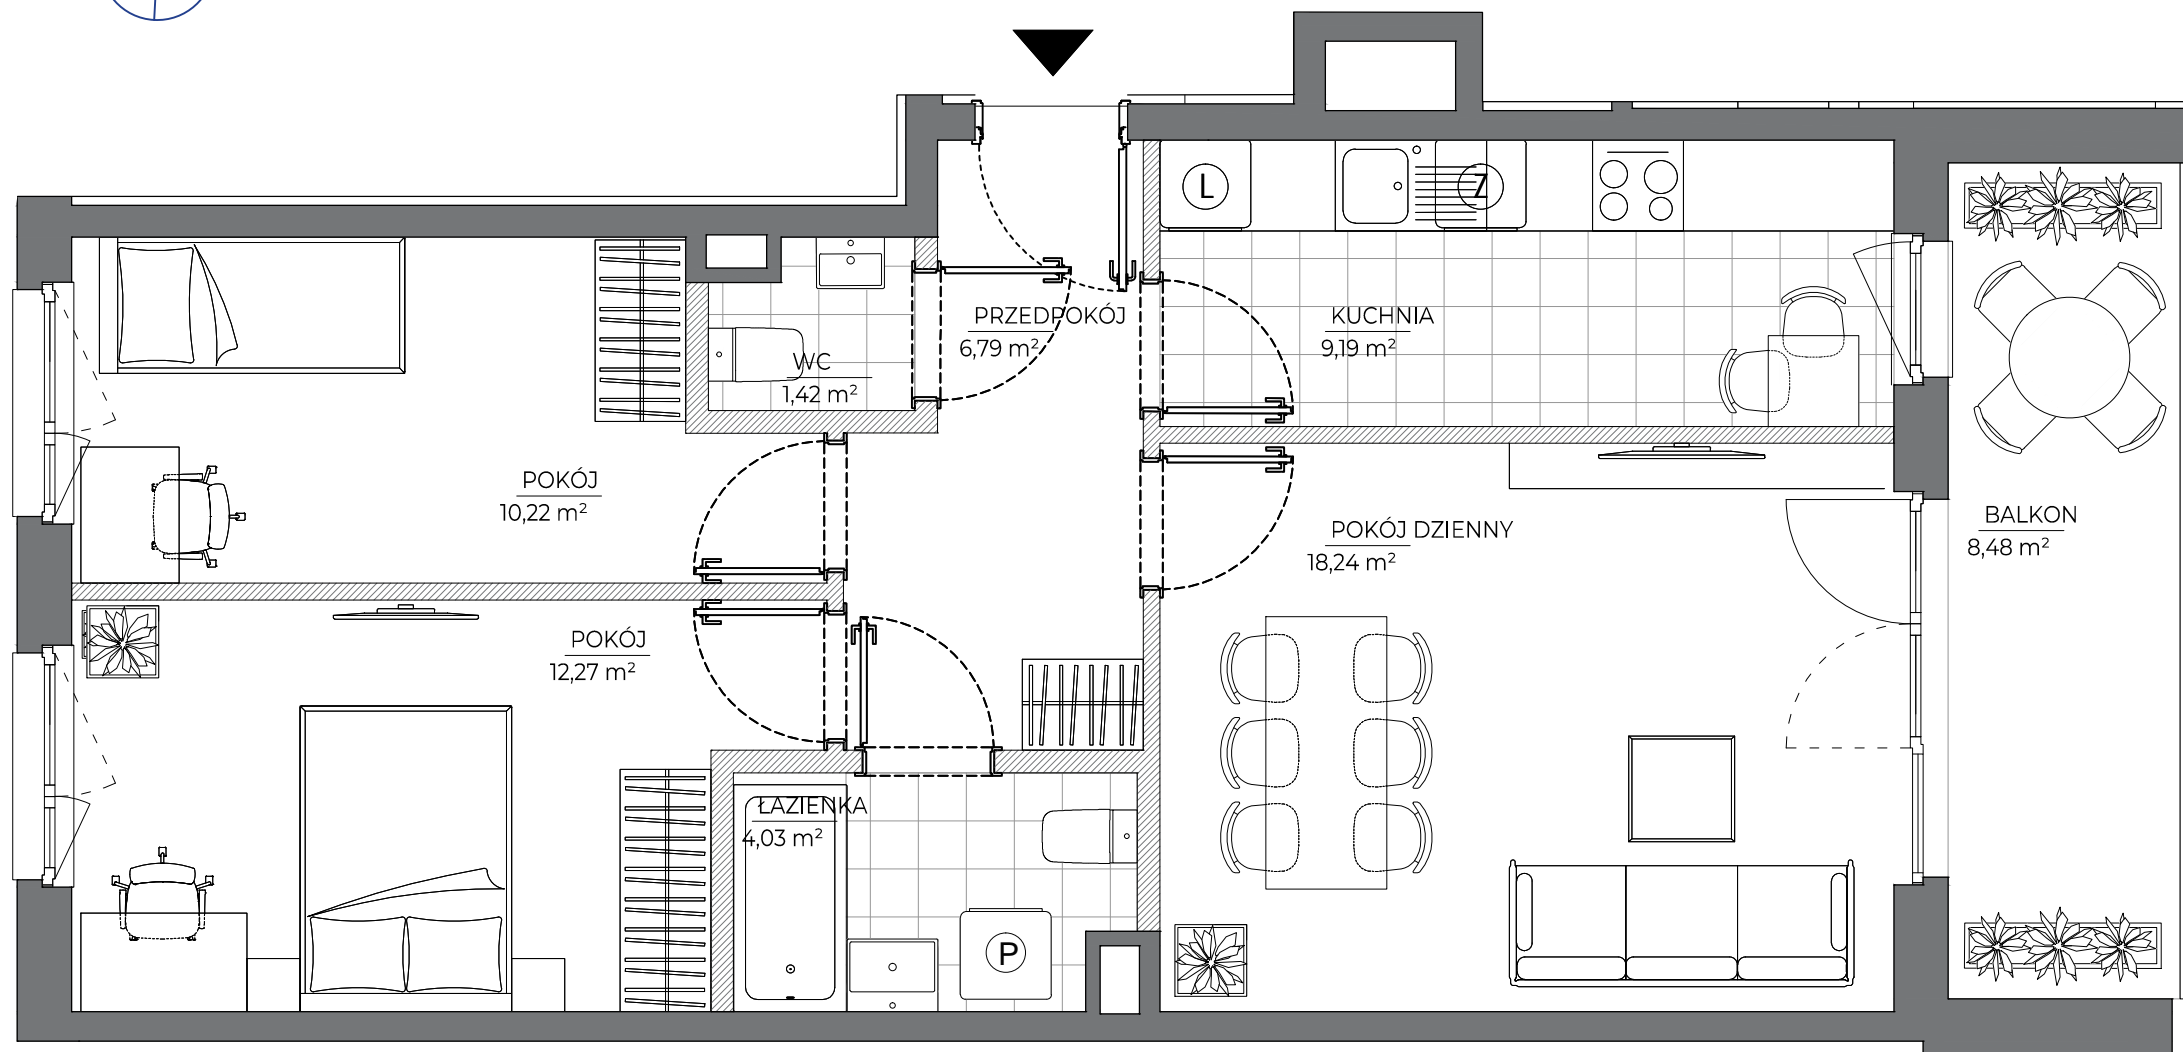 L
Z
PRZEDPOKÓJ
6,79 m²
KUCHNIA
9,19 m²
WC
1,42 m²
POKÓJ
10,22 m²
POKÓJ DZIENNY
18,24 m²
BALKON
8,48 m²
POKÓJ
12,27 m²
ŁAZIENKA
4,03 m²
P